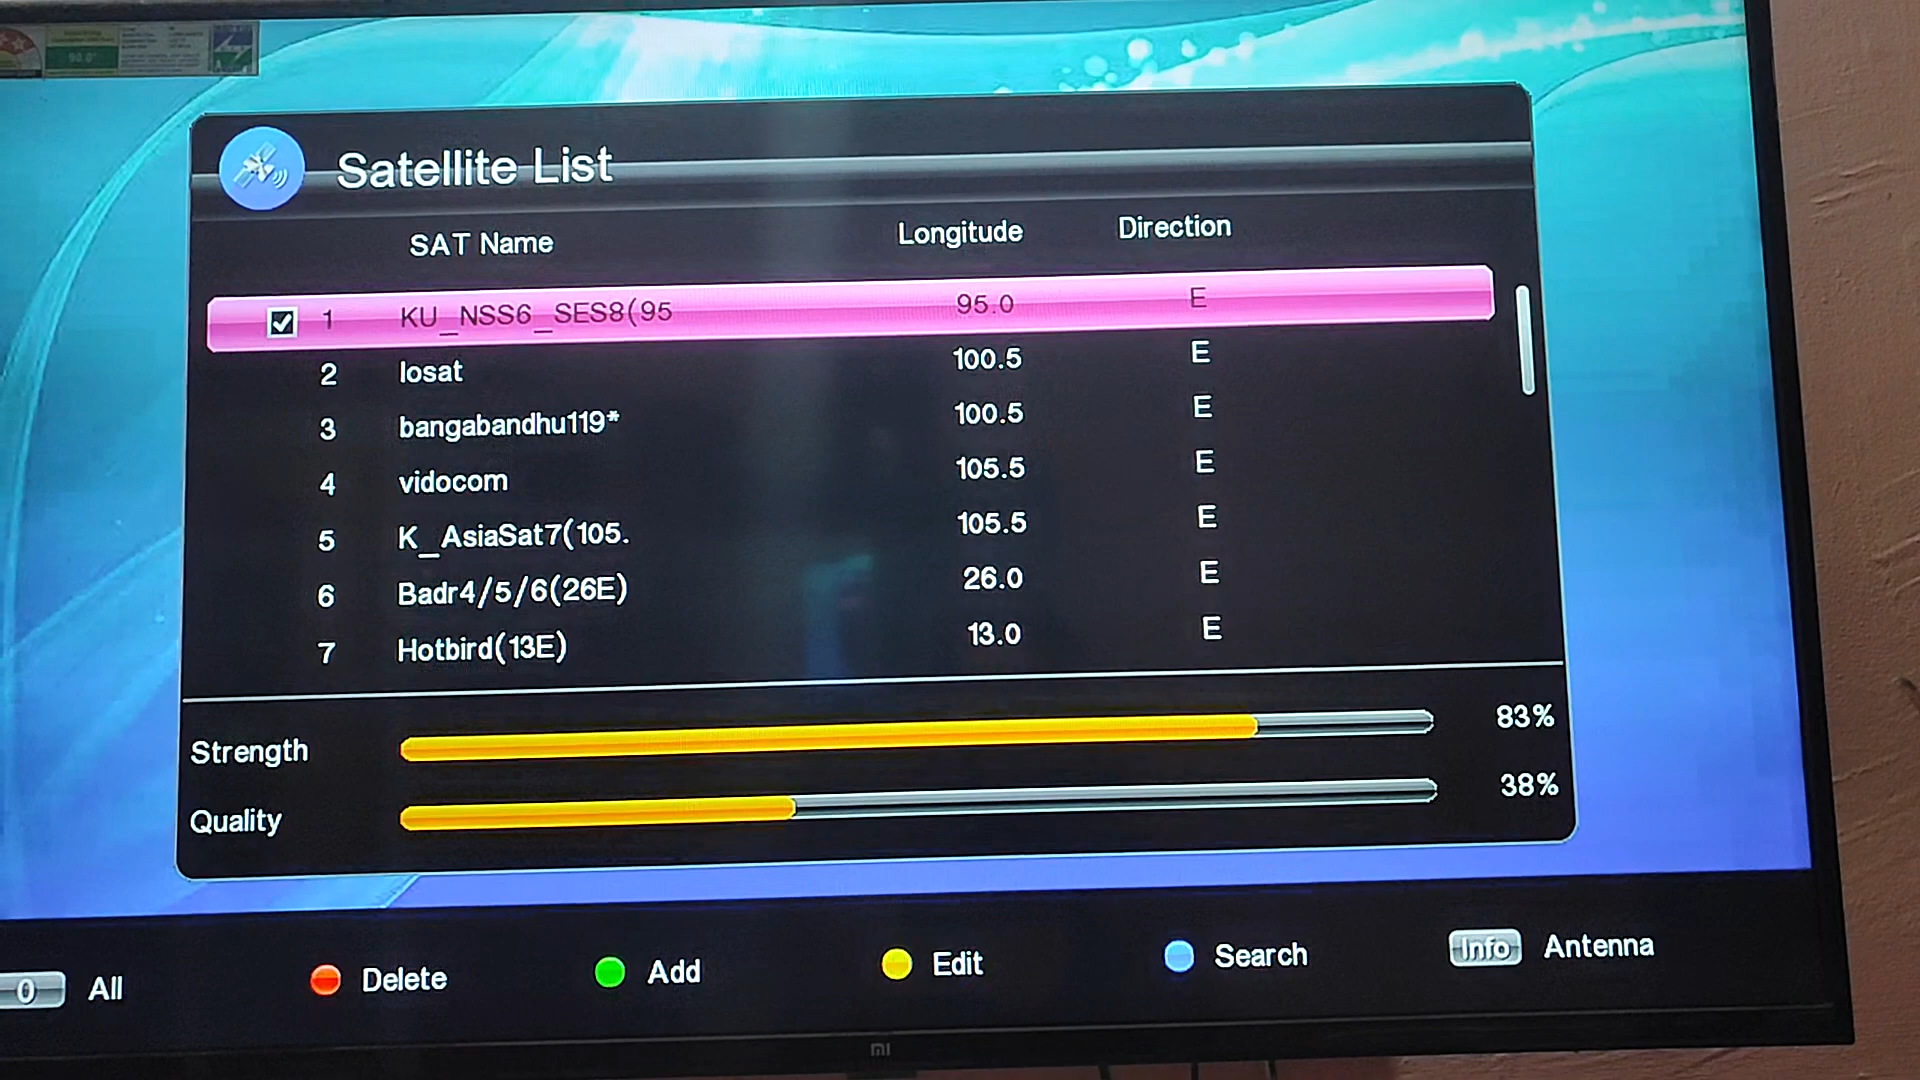 Satellite List
SAT Name Longitude Direction
1 KU_NSS6_SES8(95 95.0 E
2 losat 100.5 E
3 bangabandhu119* 100.5 E
4 vidocom 105.5 E
5 K_AsiaSat7(105. 105.5 E
6 Badr4/5/6(26E) 26.0 E
7 Hotbird(13E) 13.0 E
Strength 83%
Quality 38%
0 All Delete Add Edit Search Info Antenna
mi